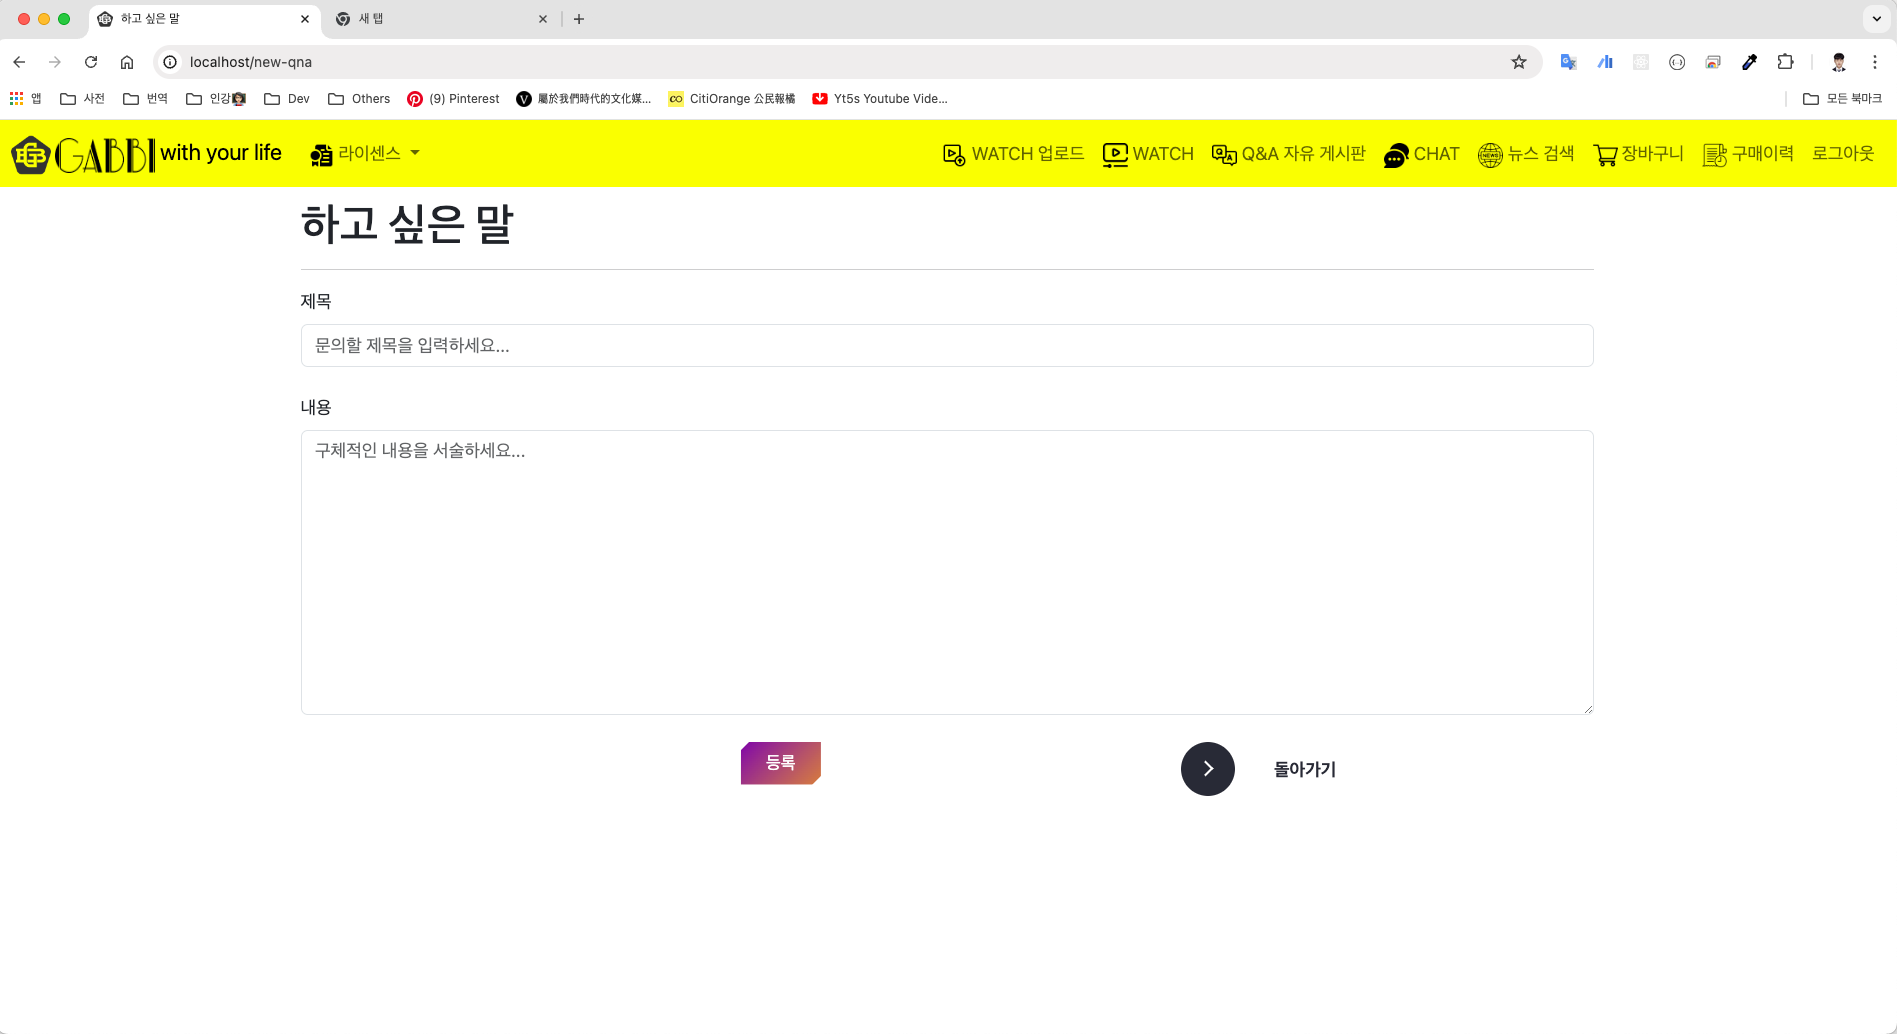 하고 싶은 말
새 탭
localhost/new-qna
앱 사전 번역 인강 Dev Others (9) Pinterest 屬於我們時代的文化媒... CitiOrange 公民報橘 Yt5s Youtube Vide... 모든 북마크
GABBI with your life 라이센스 WATCH 업로드 WATCH Q&A 자유 게시판 CHAT 뉴스 검색 장바구니 구매이력 로그아웃
하고 싶은 말
제목
문의할 제목을 입력하세요...
내용
구체적인 내용을 서술하세요...
등록 돌아가기